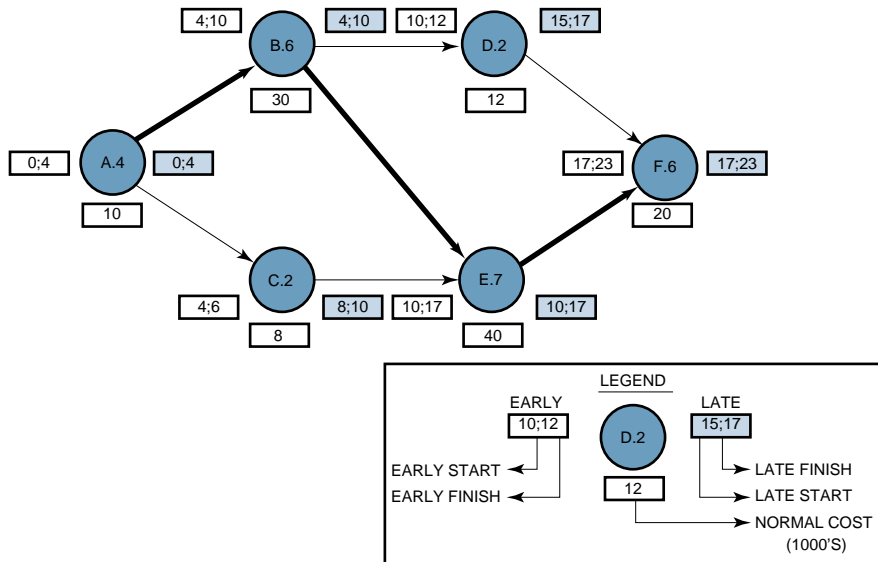 4;10
B.6
4;10
10;12
D.2
15;17
30
12
0;4
A.4
0;4
17;23
F.6
17;23
10
20
C.2
E.7
4;6
8;10
10;17
10;17
8
40
LEGEND
EARLY
LATE
10;12
D.2
15;17
EARLY START
LATE FINISH
EARLY FINISH
12
LATE START
NORMAL COST
(1000'S)